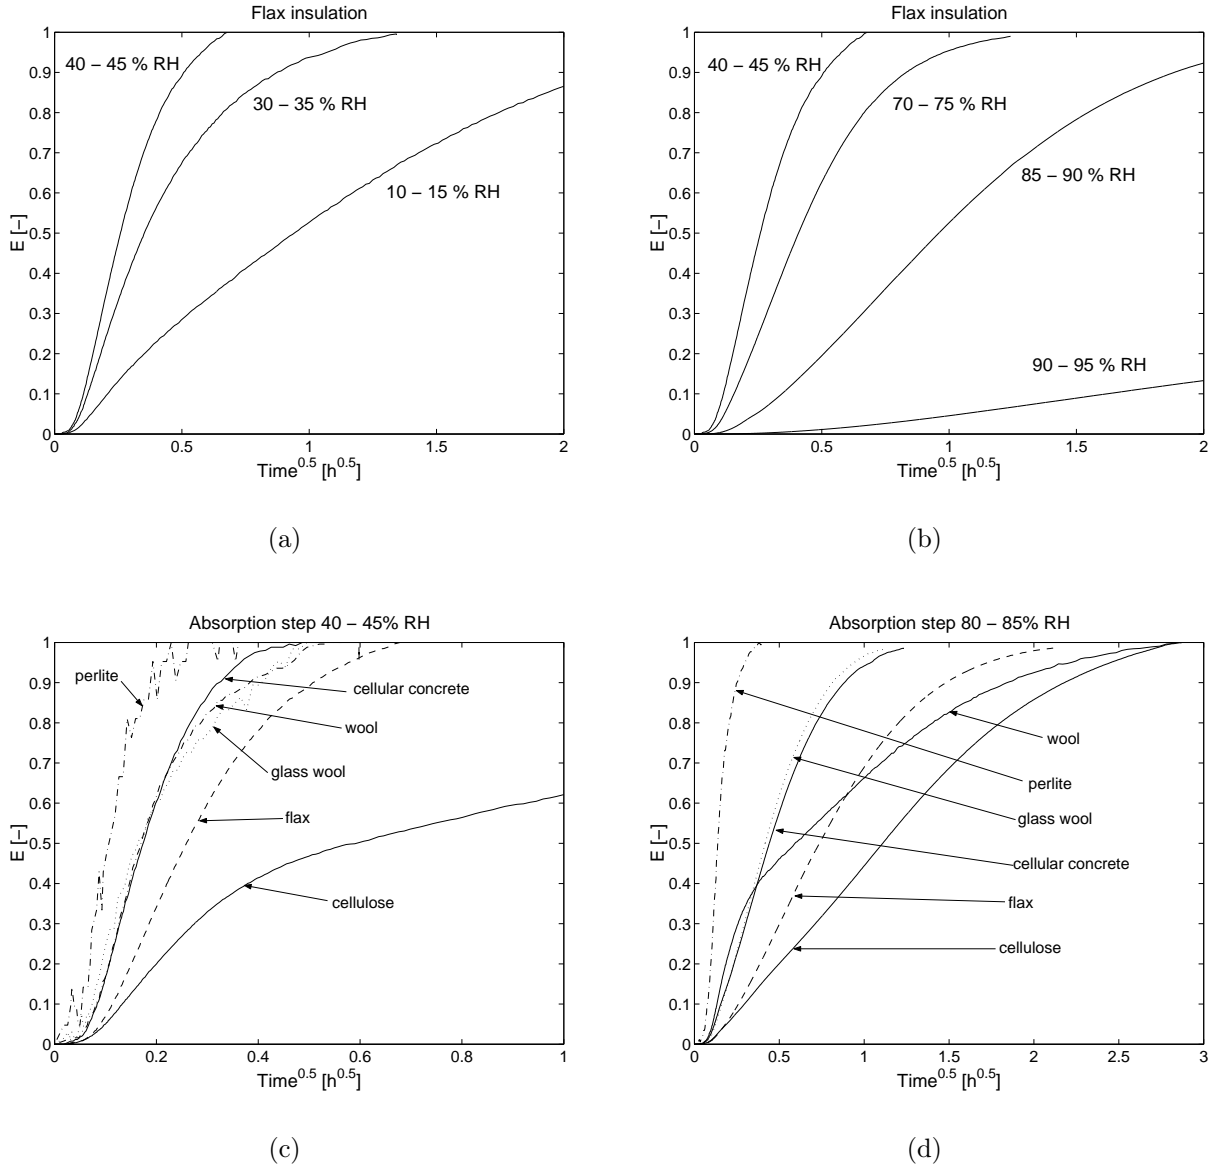 Flax insulation
1
0.9
0.8
0.7
0.6
0.5
0.4
0.3
0.2
0.1
0
E [−]
40 − 45 % RH
30 − 35 % RH
10 − 15 % RH
0 0.5 1 1.5 2
Time^0.5 [h^0.5]
(a)
Flax insulation
1
0.9
0.8
0.7
0.6
0.5
0.4
0.3
0.2
0.1
0
E [−]
40 − 45 % RH
70 − 75 % RH
85 − 90 % RH
90 − 95 % RH
0 0.5 1 1.5 2
Time^0.5 [h^0.5]
(b)
Absorption step 40 − 45% RH
1
0.9
0.8
0.7
0.6
0.5
0.4
0.3
0.2
0.1
0
E [−]
perlite
cellular concrete
wool
glass wool
flax
cellulose
0 0.2 0.4 0.6 0.8 1
Time^0.5 [h^0.5]
(c)
Absorption step 80 − 85% RH
1
0.9
0.8
0.7
0.6
0.5
0.4
0.3
0.2
0.1
0
E [−]
wool
perlite
glass wool
cellular concrete
flax
cellulose
0 0.5 1 1.5 2 2.5 3
Time^0.5 [h^0.5]
(d)